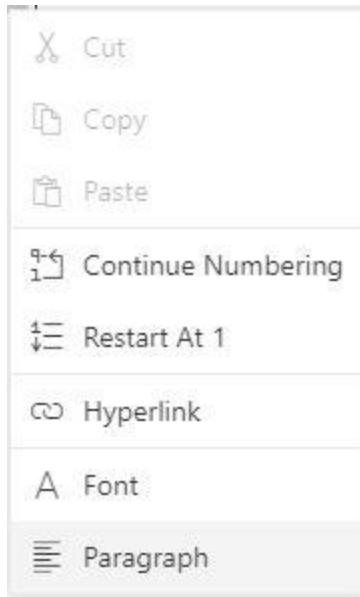 Cut
Copy
Paste
Continue Numbering
Restart At 1
Hyperlink
Font
Paragraph